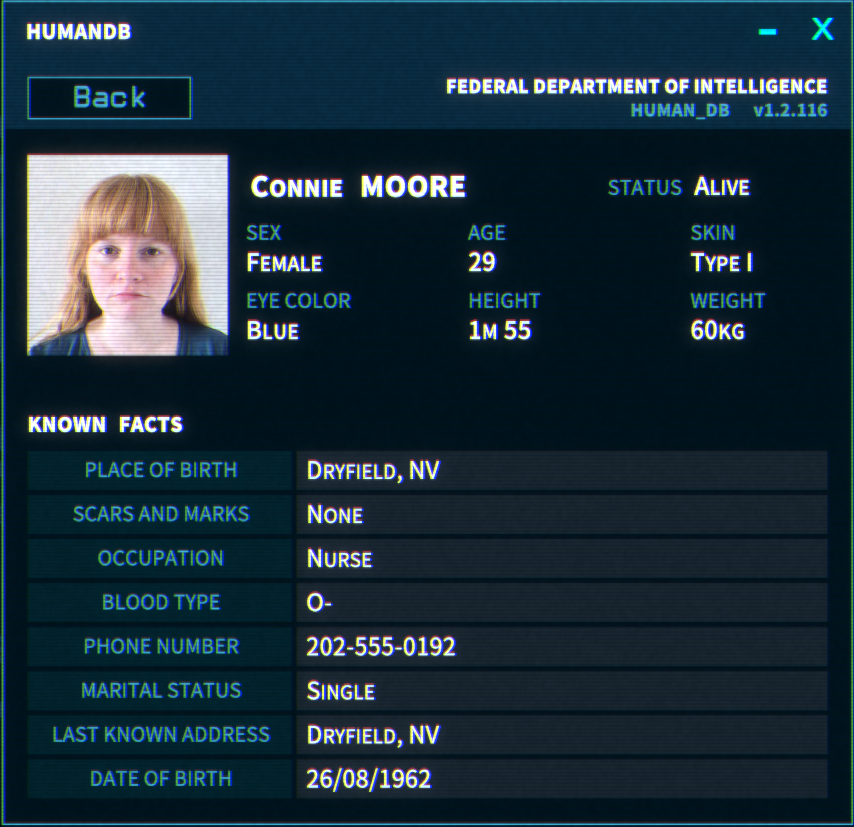 HUMANDB
– X
Back
FEDERAL DEPARTMENT OF INTELLIGENCE
HUMAN_DB v1.2.116
Connie MOORE
STATUS Alive
SEX AGE SKIN
Female 29 Type I
EYE COLOR HEIGHT WEIGHT
Blue 1m 55 60kg
KNOWN FACTS
PLACE OF BIRTH Dryfield, NV
SCARS AND MARKS None
OCCUPATION Nurse
BLOOD TYPE O-
PHONE NUMBER 202-555-0192
MARITAL STATUS Single
LAST KNOWN ADDRESS Dryfield, NV
DATE OF BIRTH 26/08/1962